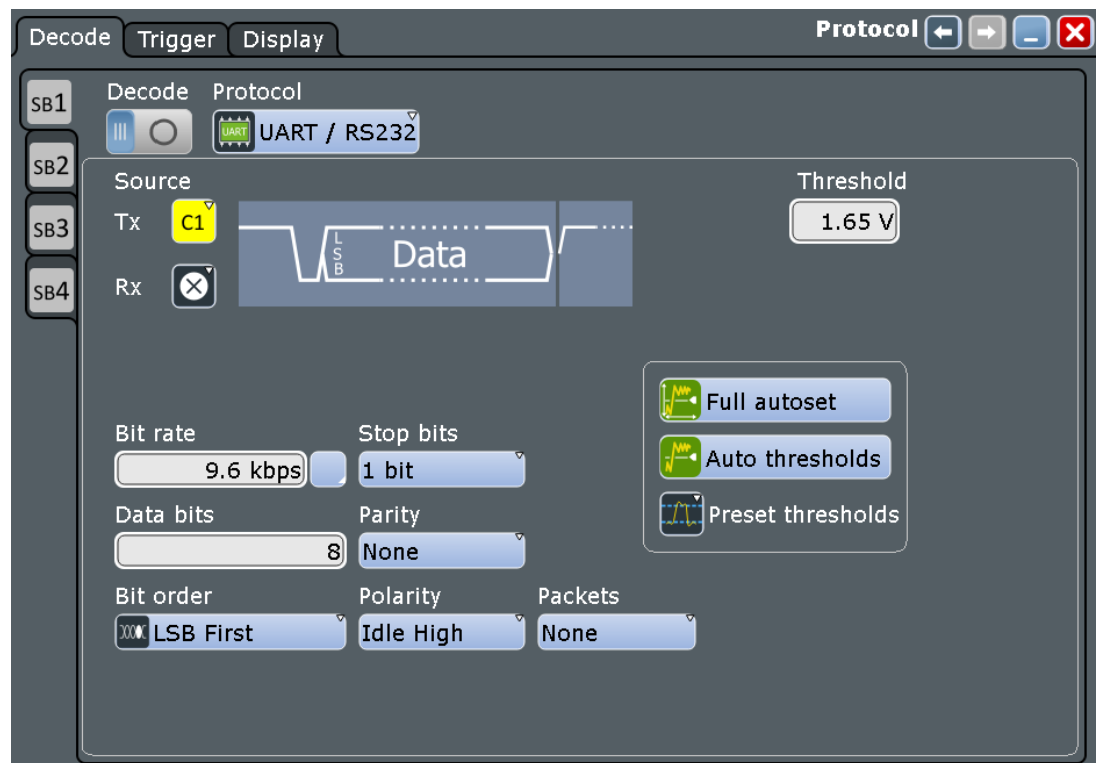 Decode Trigger Display Protocol
SB1 Decode Protocol
UART UART / RS232
SB2
Source Threshold
Tx C1 1.65 V
SB3
LSB Data
Rx
SB4
Full autoset
Bit rate Stop bits
9.6 kbps 1 bit Auto thresholds
Data bits Parity Preset thresholds
8 None
Bit order Polarity Packets
LSB First Idle High None